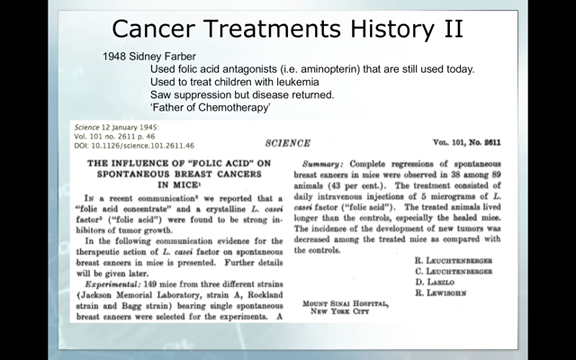 Cancer Treatments History II
1948 Sidney Farber
Used folic acid antagonists (i.e. aminopterin) that are still used today.
Used to treat children with leukemia
Saw suppression but disease returned.
‘Father of Chemotherapy’
Science 12 January 1945:
Vol. 101 no. 2611 p. 46
DOI: 10.1126/science.101.2611.46
SCIENCE
VOL. 101, No. 2611
THE INFLUENCE OF "FOLIC ACID" ON
SPONTANEOUS BREAST CANCERS
IN MICE¹
In a recent communication² we reported that a
"folic acid concentrate" and a crystalline L. casei
factor³ ("folic acid") were found to be strong in-
hibitors of tumor growth.
In the following communication evidence for the
therapeutic action of L. casei factor on spontaneous
breast cancers in mice is presented. Further details
will be given later.
Experimental: 149 mice from three different strains
(Jackson Memorial Laboratory, strain A, Rockland
strain and Bagg strain) bearing single spontaneous
breast cancers were selected for the experiments. A
Summary: Complete regressions of spontaneous
breast cancers in mice were observed in 38 among 89
animals (43 per cent.). The treatment consisted of
daily intravenous injections of 5 micrograms of L.
casei factor ("folic acid"). The treated animals lived
longer than the controls, especially the healed mice.
The incidence of the development of new tumors was
decreased among the treated mice as compared with
the controls.
R. LEUCHTENBERGER
C. LEUCHTENBERGER
D. LASZLO
R. LEWISOHN
MOUNT SINAI HOSPITAL,
NEW YORK CITY